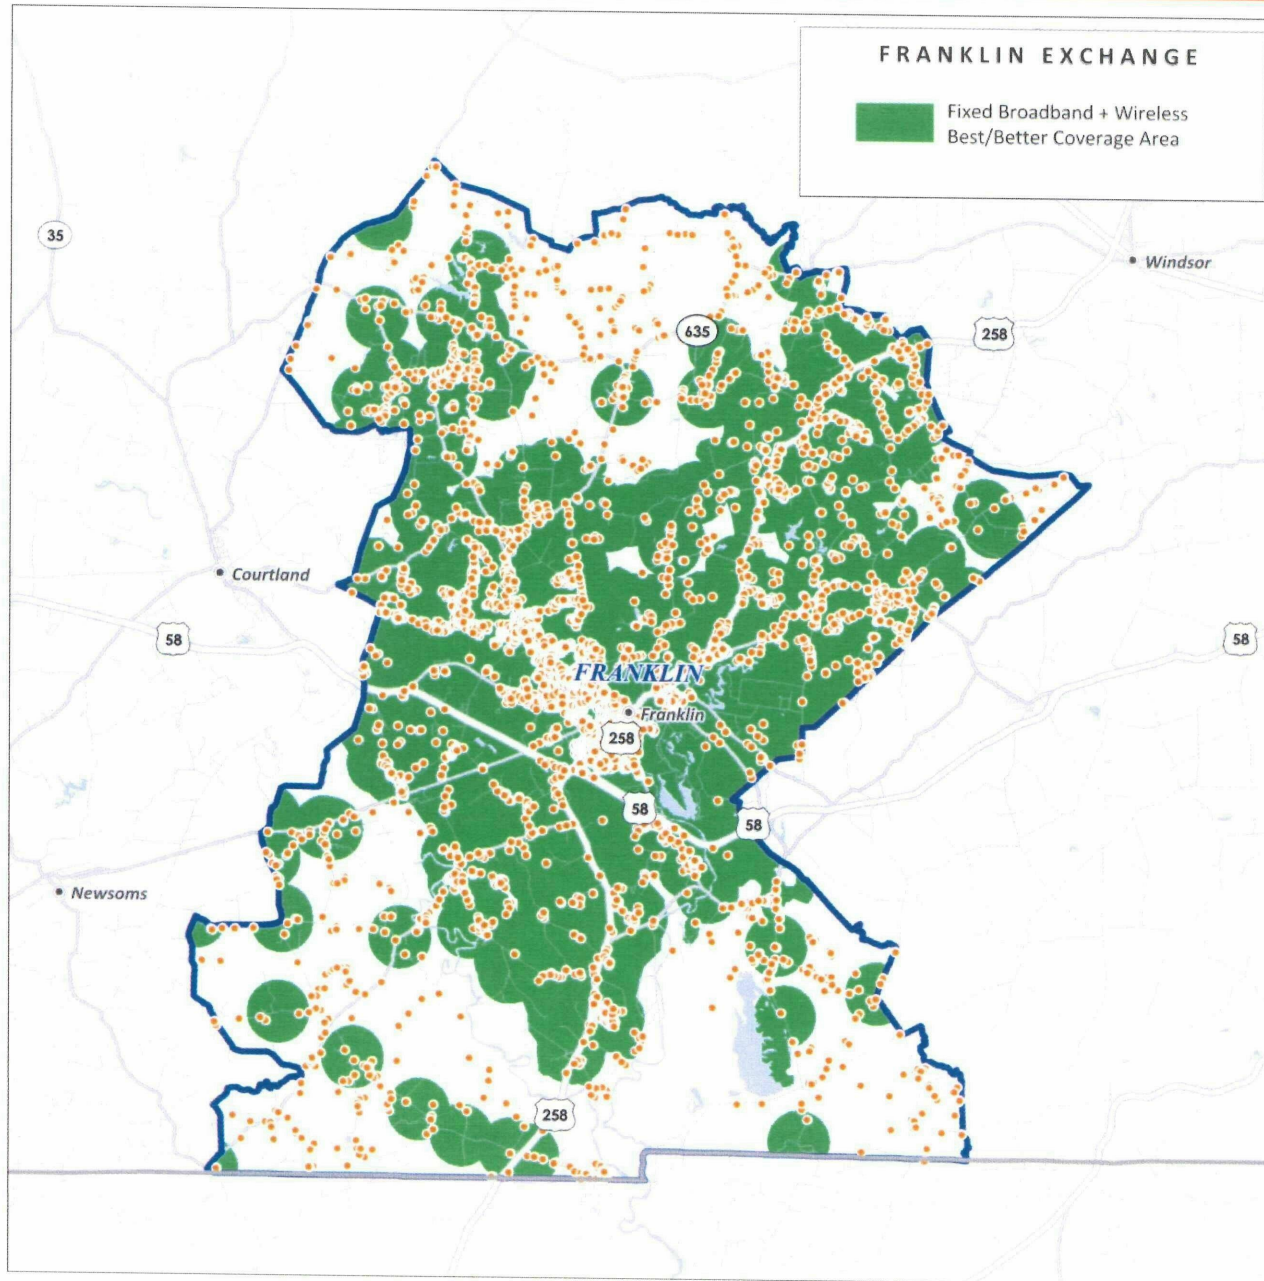 FRANKLIN EXCHANGE
Fixed Broadband + Wireless
Best/Better Coverage Area
35
Windsor
635
258
Courtland
58
58
FRANKLIN
Franklin
258
58
58
Newsoms
258